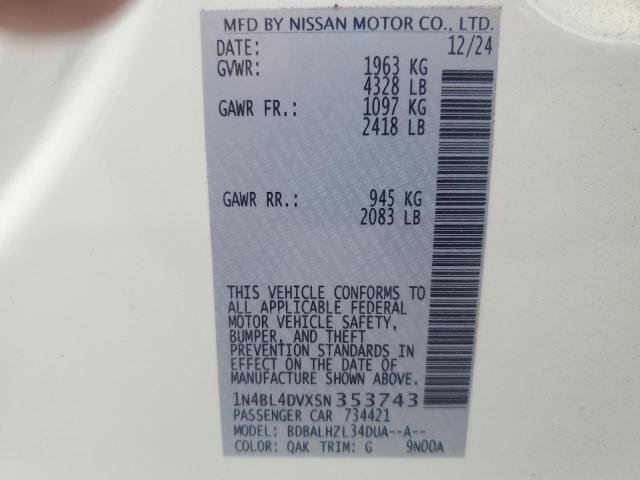 MFD BY NISSAN MOTOR CO., LTD.
DATE: 12/24
GVWR: 1963 KG
4328 LB
GAWR FR.: 1097 KG
2418 LB
GAWR RR.: 945 KG
2083 LB
THIS VEHICLE CONFORMS TO
ALL APPLICABLE FEDERAL
MOTOR VEHICLE SAFETY,
BUMPER, AND THEFT
PREVENTION STANDARDS IN
EFFECT ON THE DATE OF
MANUFACTURE SHOWN ABOVE.
1N4BL4DVXSN353743
PASSENGER CAR 734421
MODEL: BDBALHZL34DUA--A--
COLOR: QAK TRIM: G 9N00A